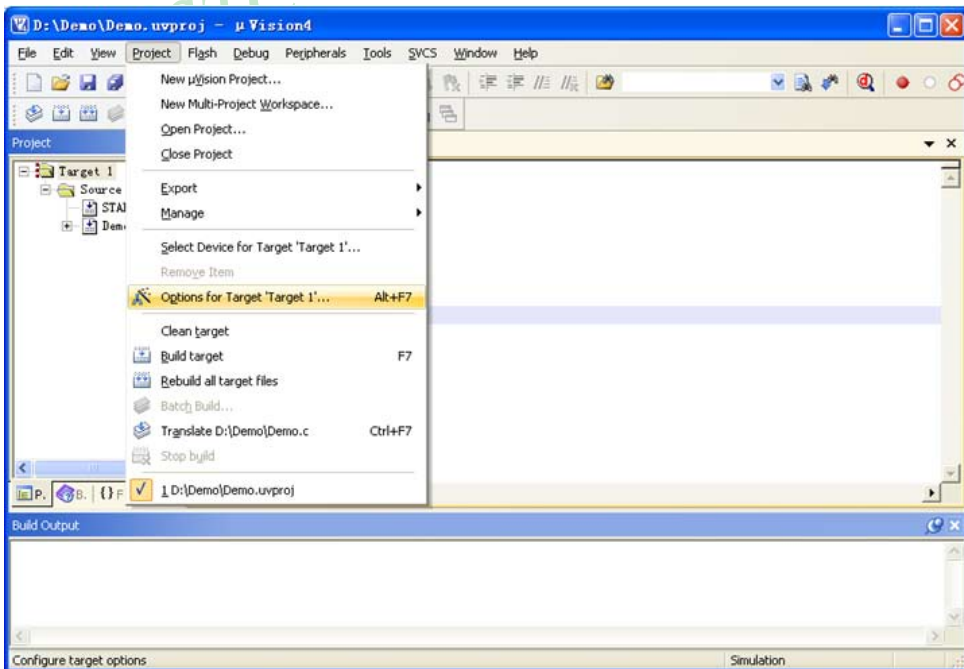 D:\Demo\Demo.uvproj - µVision4
File Edit View Project Flash Debug Peripherals Tools SVCS Window Help
New µVision Project...
New Multi-Project Workspace...
Open Project...
Close Project
Project
Target 1
Source
Export
STA
Manage
Dem
Select Device for Target 'Target 1'...
Remove Item
Options for Target 'Target 1'... Alt+F7
Clean target
Build target F7
Rebuild all target files
Batch Build...
Translate D:\Demo\Demo.c Ctrl+F7
Stop build
P. B. {} F
1 D:\Demo\Demo.uvproj
Build Output
Configure target options Simulation